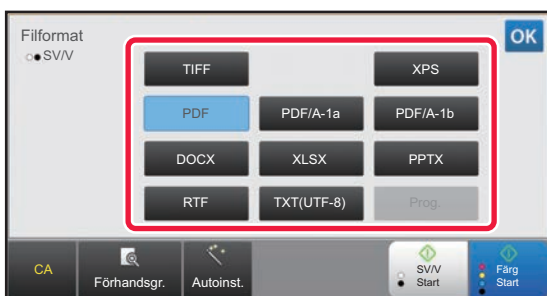 Filformat
SV/V
OK
TIFF
XPS
PDF
PDF/A-1a
PDF/A-1b
DOCX
XLSX
PPTX
RTF
TXT(UTF-8)
Prog.
CA
Förhandsgr.
Autoinst.
SV/V
Start
Färg
Start